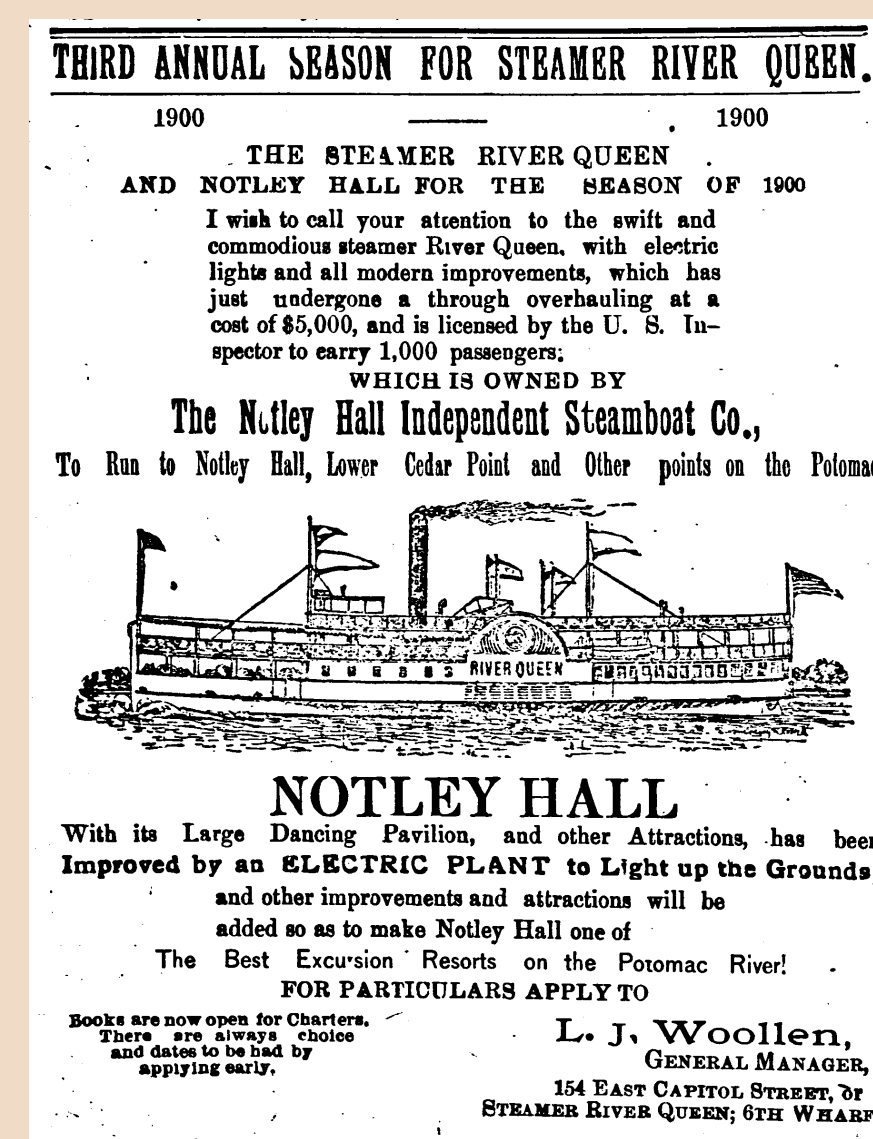 THIRD ANNUAL SEASON FOR STEAMER RIVER QUEEN.
1900 1900
THE STEAMER RIVER QUEEN
AND NOTLEY HALL FOR THE SEASON OF 1900
I wish to call your attention to the swift and
commodious steamer River Queen, with electric
lights and all modern improvements, which has
just undergone a through overhauling at a
cost of $5,000, and is licensed by the U. S. In-
spector to earry 1,000 passengers;
WHICH IS OWNED BY
The Notley Hall Independent Steamboat Co.,
To Run to Notley Hall, Lower Cedar Point and Other points on the Potomac
RIVER QUEEN
NOTLEY HALL
With its Large Dancing Pavilion, and other Attractions, has been
Improved by an ELECTRIC PLANT to Light up the Grounds
and other improvements and attractions will be
added so as to make Notley Hall one of
The Best Excursion Resorts on the Potomac River!
FOR PARTICULARS APPLY TO
Books are now open for Charters.
There are always choice
and dates to be had by
applying early.
L. J. Woollen,
GENERAL MANAGER,
154 EAST CAPITOL STREET, or
STEAMER RIVER QUEEN; 6TH WHARF